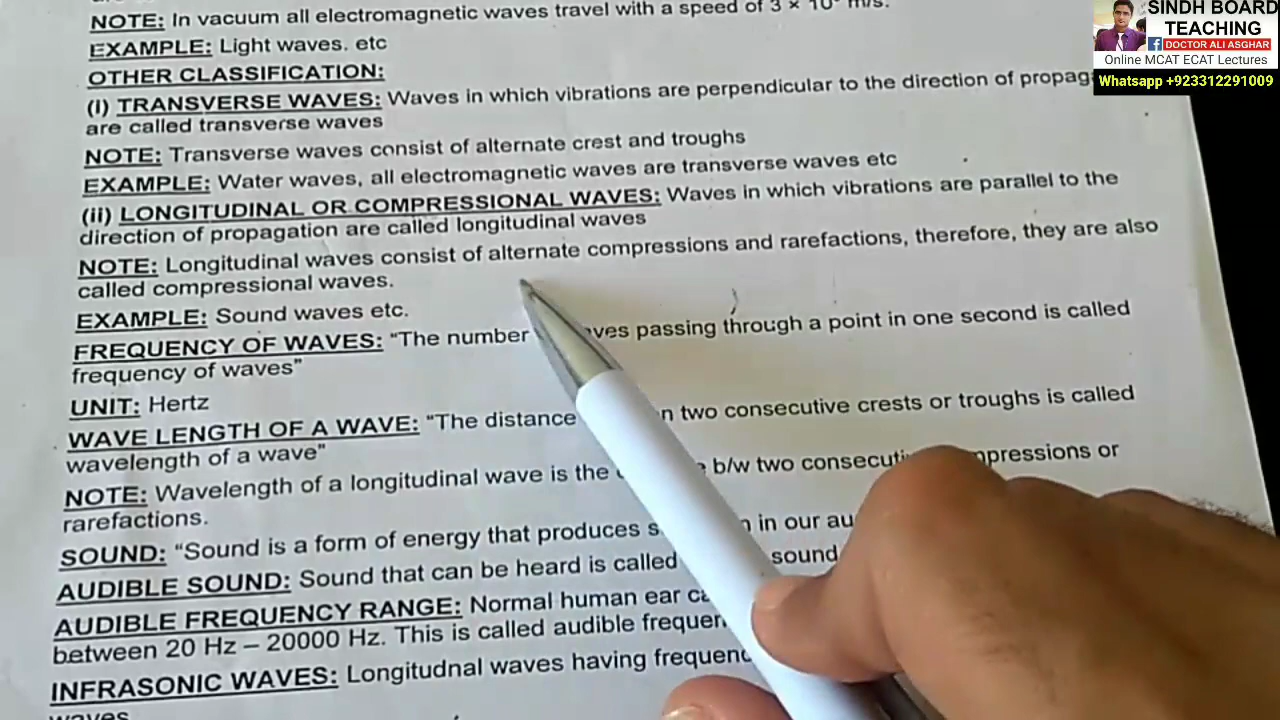 NOTE: In vacuum all electromagnetic waves travel with a speed of 3 × 10 m/s.
EXAMPLE: Light waves. etc
OTHER CLASSIFICATION:
(i) TRANSVERSE WAVES: Waves in which vibrations are perpendicular to the direction of
are called transverse waves
NOTE: Transverse waves consist of alternate crest and troughs
EXAMPLE: Water waves, all electromagnetic waves are transverse waves etc
(ii) LONGITUDINAL OR COMPRESSIONAL WAVES: Waves in which vibrations are parallel to the
direction of propagation are called longitudinal waves
NOTE: Longitudinal waves consist of alternate compressions and rarefactions, therefore, they are also
called compressional waves.
EXAMPLE: Sound waves etc.
FREQUENCY OF WAVES: "The number passing through a point in one second is called
frequency of waves"
UNIT: Hertz
WAVE LENGTH OF A WAVE: "The distance two consecutive crests or troughs is called
wavelength of a wave"
NOTE: Wavelength of a longitudinal wave is the b/w two or
rarefactions.
SOUND: "Sound is a form of energy that produces in our
AUDIBLE SOUND: Sound that can be heard is called sound
AUDIBLE FREQUENCY RANGE: Normal human ear
between 20 Hz – 20000 Hz. This is called audible
INFRASONIC WAVES: Longitudnal waves having
waves
SINDH BOARD
TEACHING
DOCTOR ALI ASGHAR
Online MCAT ECAT Lectures
Whatsapp +923312291009